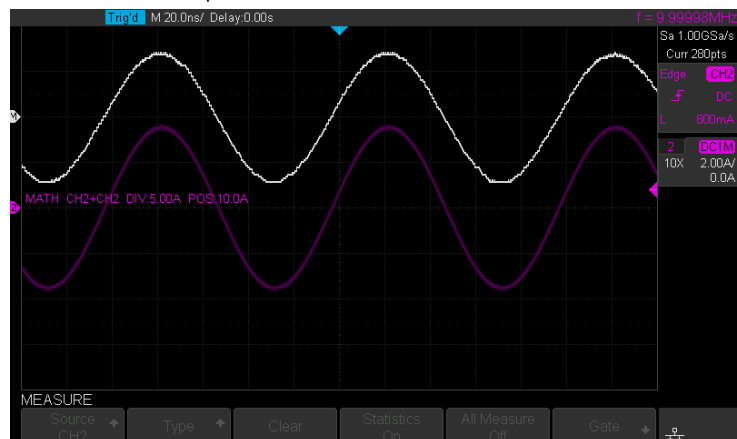 Trig'd M 20.0ns/ Delay:0.00s f = 9.99998MHz
Sa 1.00GSa/s
Curr 280pts
Edge CH2
DC
L 800mA
2 DC1M
10X 2.00A/
0.0A
M
MATH CH2+CH2 DIV:5.00A POS:10.0A
2
MEASURE
Source Type Clear Statistics All Measure Gate
CH2 On Off